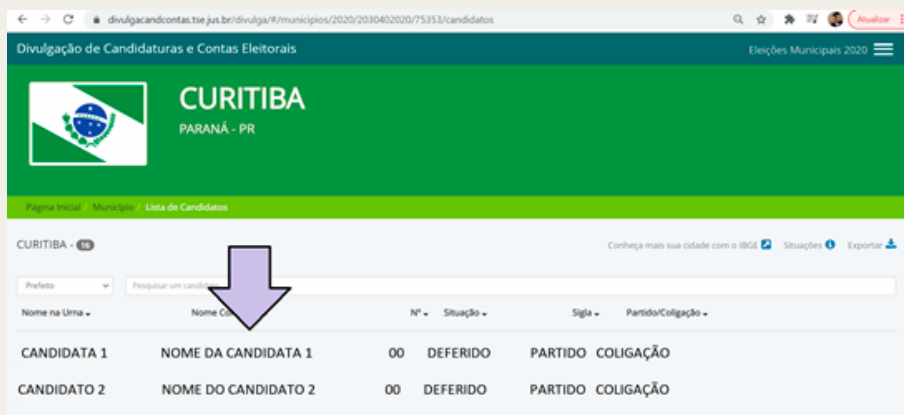 divulgacandcontas.tse.jus.br/divulga/#/municipios/2020/2030402020/75353/candidatos Atualizar
Divulgação de Candidaturas e Contas Eleitorais Eleições Municipais 2020
CURITIBA
PARANÁ - PR
Página Inicial / Município / Lista de Candidatos
CURITIBA - 16 Conheça mais sua cidade com o IBGE Situações Exportar
Prefeito Pesquisar um
Nome na Urna Nome Nº Situação Sigla Partido/Coligação
CANDIDATA 1 NOME DA CANDIDATA 1 00 DEFERIDO PARTIDO COLIGAÇÃO
CANDIDATO 2 NOME DO CANDIDATO 2 00 DEFERIDO PARTIDO COLIGAÇÃO